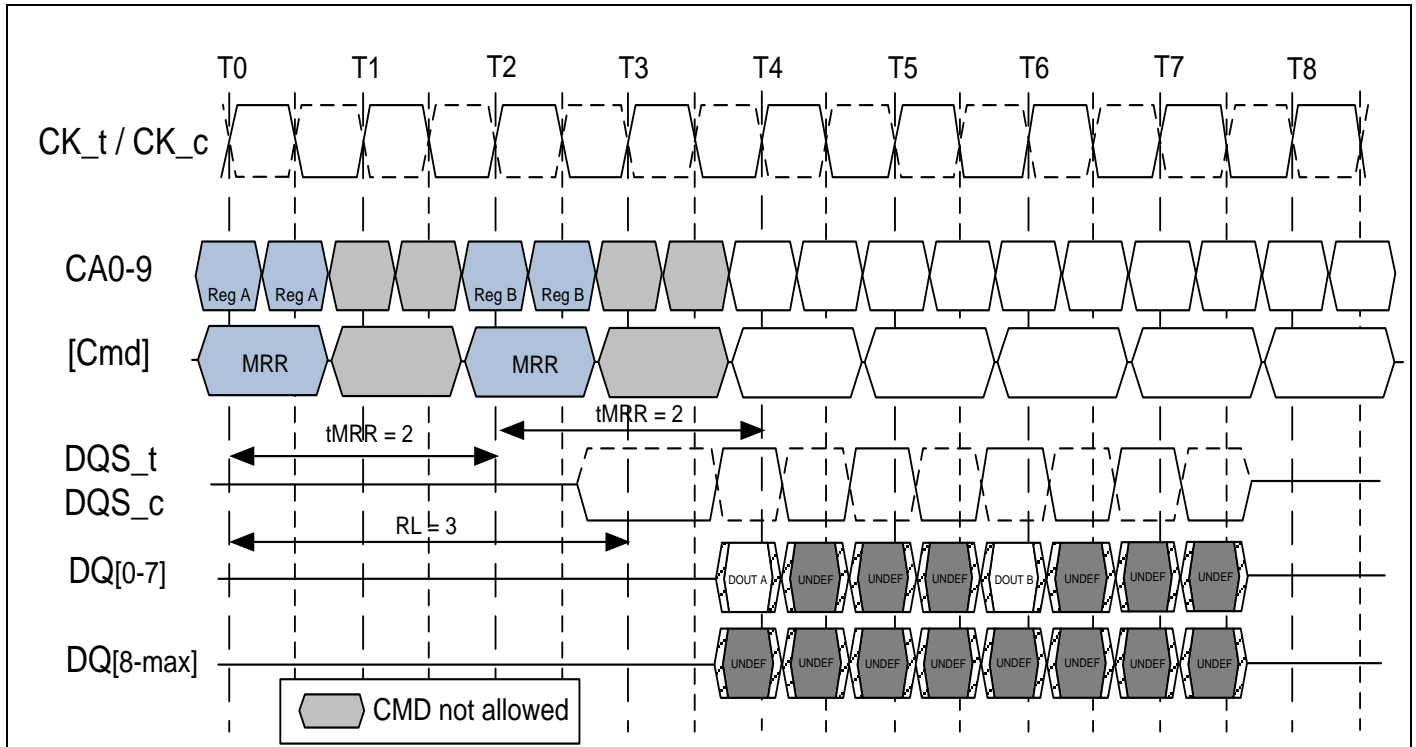 T0 T1 T2 T3 T4 T5 T6 T7 T8
CK_t / CK_c
CA0-9
Reg A Reg A Reg B Reg B
[Cmd]
MRR MRR
tMRR = 2
tMRR = 2
DQS_t
DQS_c
RL = 3
DQ[0-7]
DOUT A UNDEF UNDEF UNDEF DOUT B UNDEF UNDEF UNDEF
DQ[8-max]
UNDEF UNDEF UNDEF UNDEF UNDEF UNDEF UNDEF UNDEF
CMD not allowed